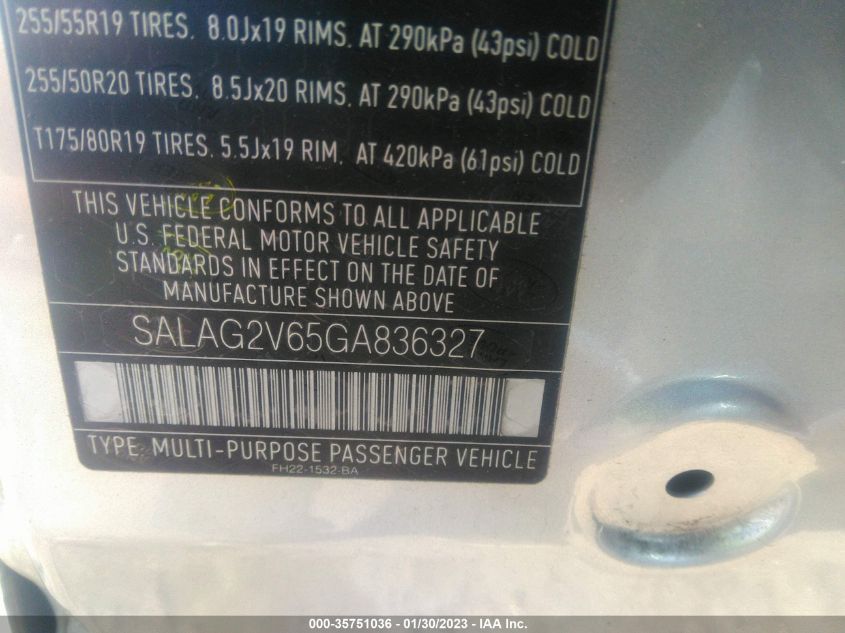 255/55R19 TIRES. 8.0Jx19 RIMS. AT 290kPa (43psi) COLD
255/50R20 TIRES. 8.5Jx20 RIMS. AT 290kPa (43psi) COLD
T175/80R19 TIRES. 5.5Jx19 RIM. AT 420kPa (61psi) COLD
THIS VEHICLE CONFORMS TO ALL APPLICABLE
U.S. FEDERAL MOTOR VEHICLE SAFETY
STANDARDS IN EFFECT ON THE DATE OF
MANUFACTURE SHOWN ABOVE
SALAG2V65GA836327
TYPE: MULTI-PURPOSE PASSENGER VEHICLE
FH22-1532-BA
000-35751036 - 01/30/2023 - IAA Inc.